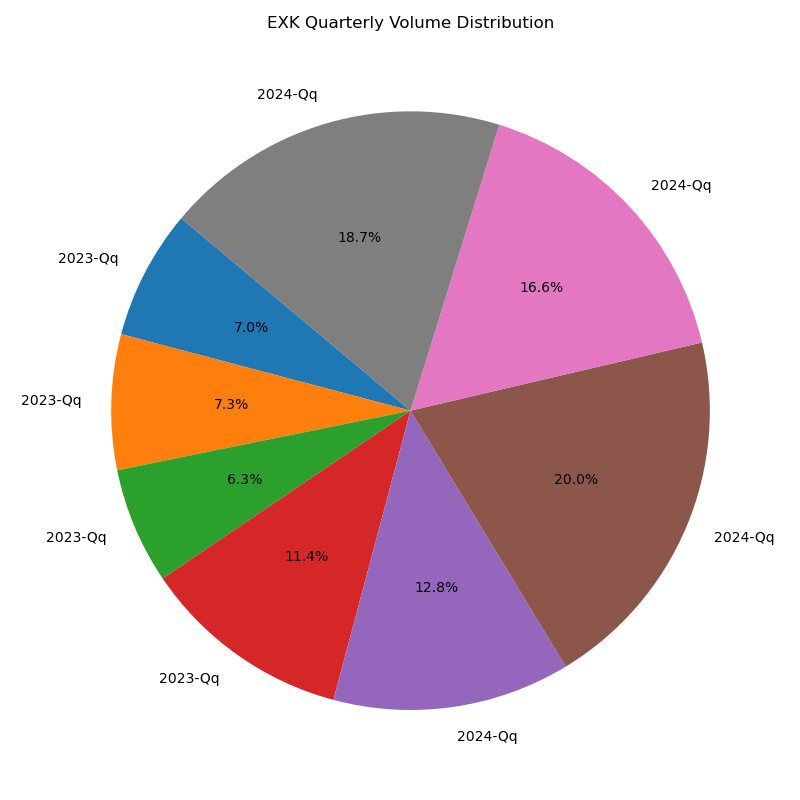 EXK Quarterly Volume Distribution
2024-Qq
18.7%
2024-Qq
16.6%
2023-Qq
7.0%
2023-Qq
7.3%
2023-Qq
6.3%
2024-Qq
20.0%
2023-Qq
11.4%
2024-Qq
12.8%